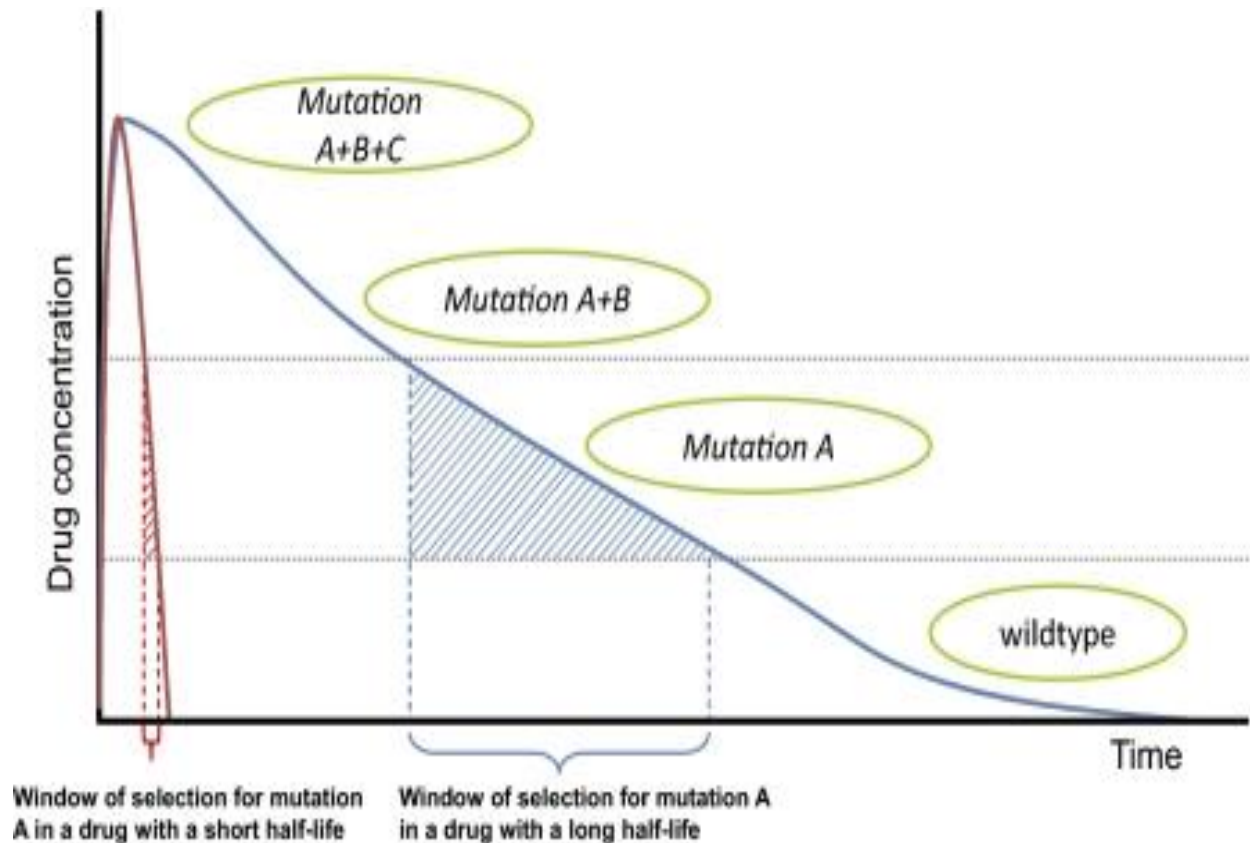 Mutation
A+B+C
Mutation A+B
Mutation A
wildtype
Drug concentration
Time
Window of selection for mutation
A in a drug with a short half-life
Window of selection for mutation A
in a drug with a long half-life